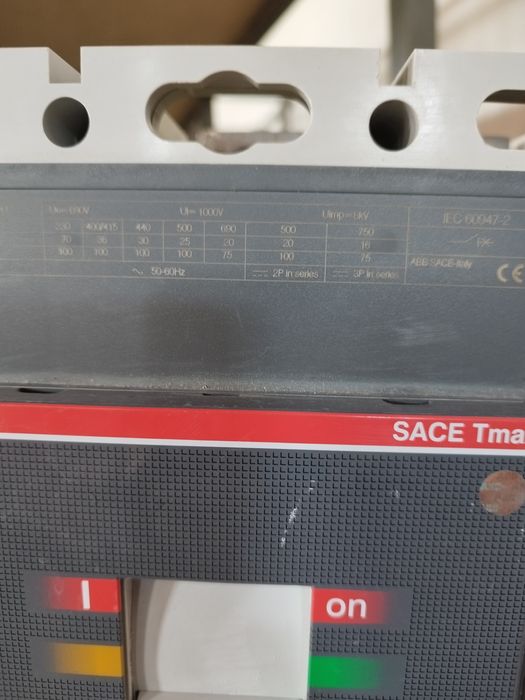 Ue=690V Ui=1000V Uimp=8kV IEC 60947-2
230 400/415 440 500 690 500 750
70 36 30 25 20 20 16
100 100 100 100 75 100 75 ABB SACE-Italy CE
50-60Hz 2P in series 3P in series
SACE Tma
I on